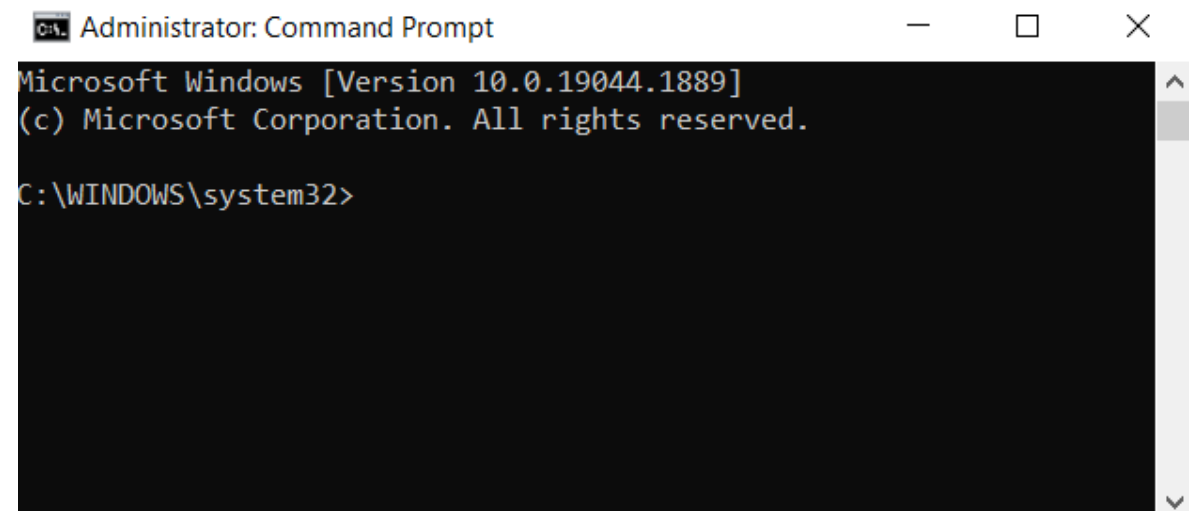 Administrator: Command Prompt
Microsoft Windows [Version 10.0.19044.1889]
(c) Microsoft Corporation. All rights reserved.
C:\WINDOWS\system32>